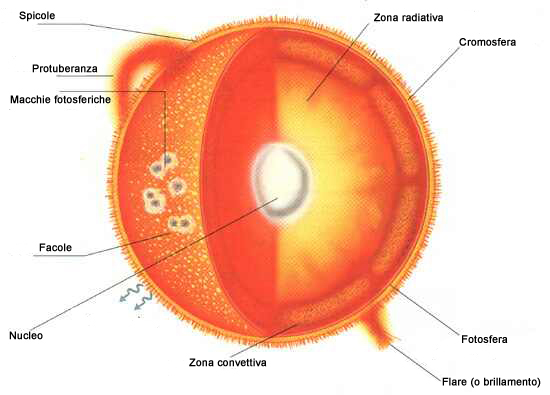 Spicole
Zona radiativa
Cromosfera
Protuberanza
Macchie fotosferiche
Facole
Nucleo
Zona convettiva
Fotosfera
Flare (o brillamento)